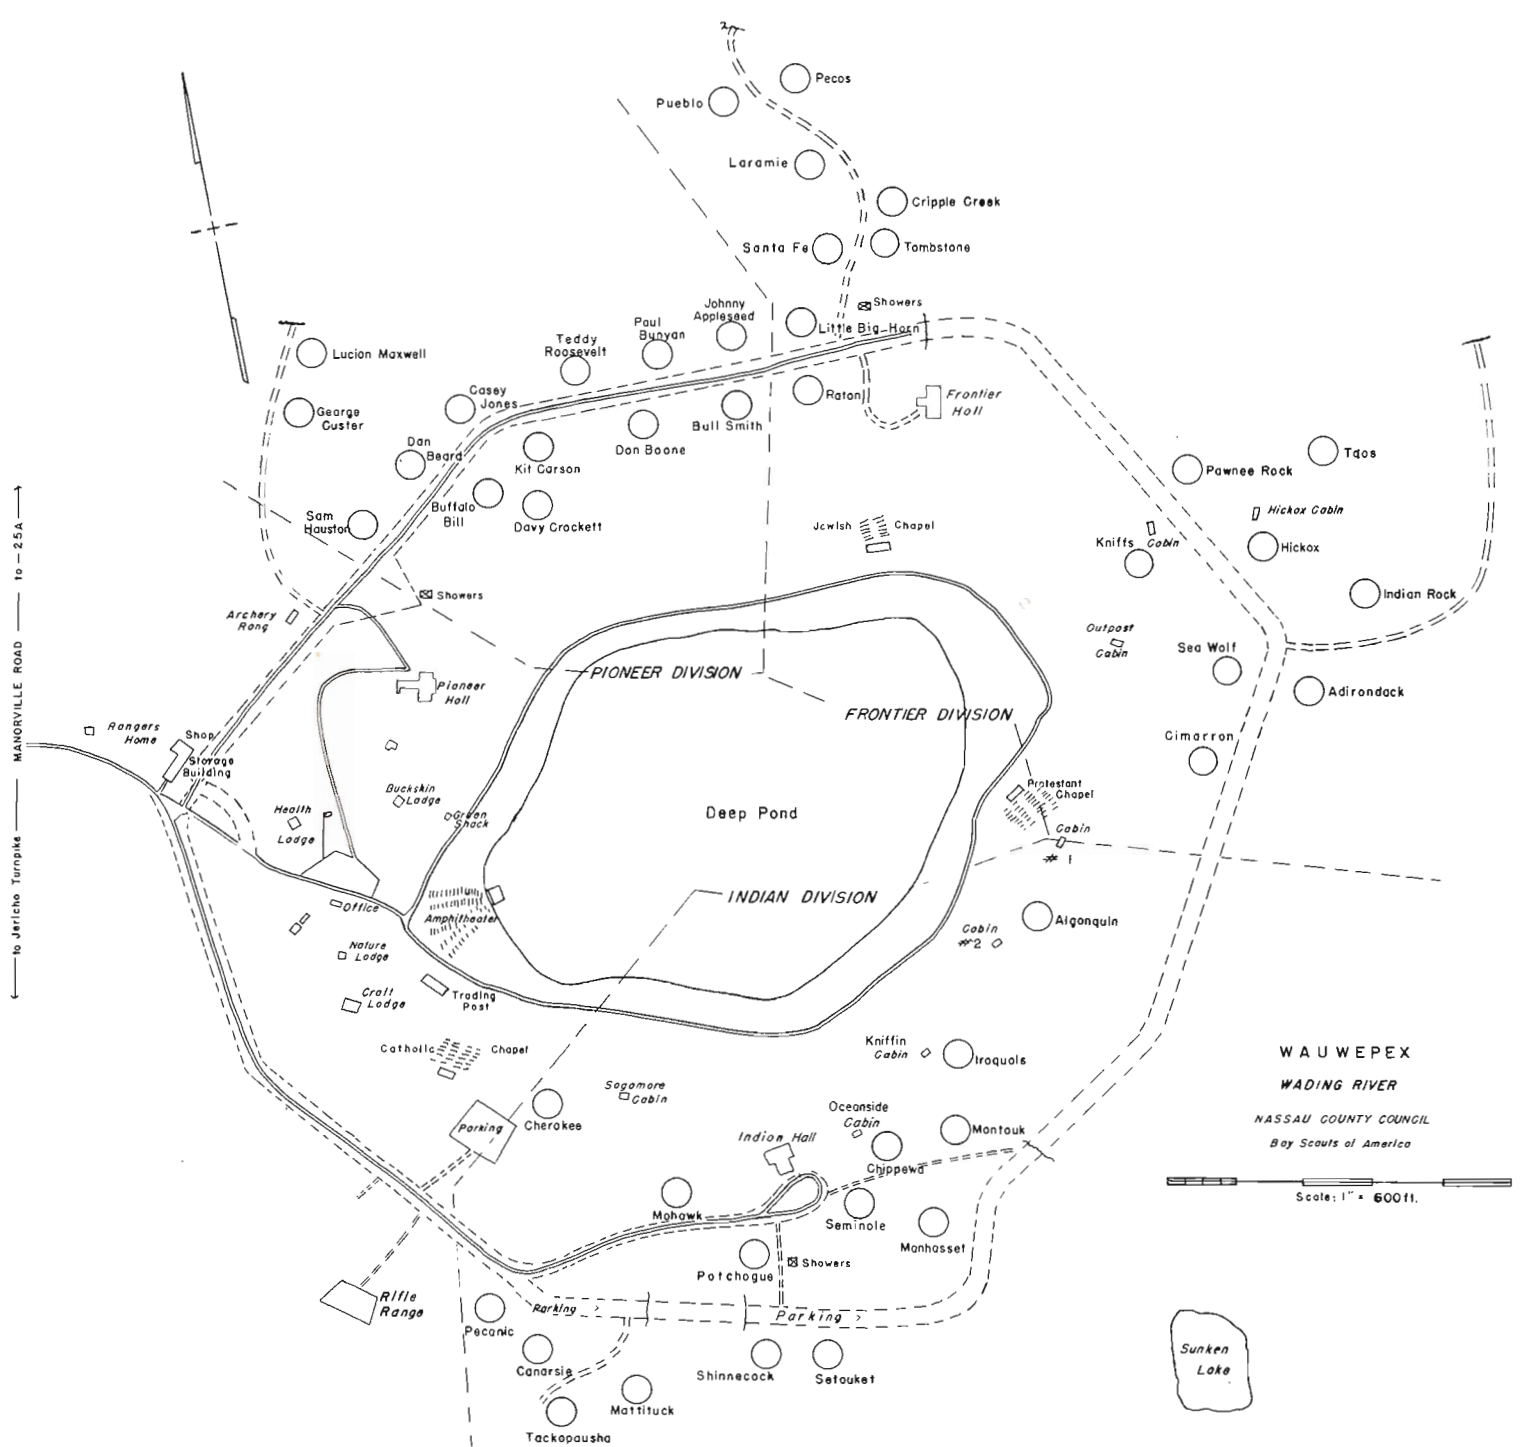 Pecos
Pueblo
Laramie
Cripple Creek
Santa Fe
Tombstone
Johnny
Appleseed
Showers
Little Big Horn
Paul
Bunyan
Teddy
Roosevelt
Lucion Maxwell
Casey
Jones
George
Custer
Raton
Frontier
Hall
Bull Smith
Don Boone
Dan
Beard
Kit Carson
Pawnee Rock
Taos
Buffalo
Bill
Davy Crockett
Sam
Hauston
Jewish Chapel
Hickox Cabin
Kniffs Cabin
Hickox
to-25A
MANORVILLE ROAD
to Jericho Turnpike
Showers
Indian Rock
Archery
Rang
Outpost
Cabin
Sea Wolf
PIONEER DIVISION
Pioneer
Hall
Adirondack
FRONTIER DIVISION
Rangers
Home
Shop
Storage
Building
Cimarron
Buckskin
Lodge
Protestant
Chapel
Health
Lodge
Green
Shack
Deep Pond
Cabin
# 1
INDIAN DIVISION
Office
Amphitheater
Algonquin
Cabin
#2
Nature
Lodge
Craft
Lodge
Trading
Post
Catholic Chapel
Kniffin
Cabin
Iroquois
WAUWEPEX
WADING RIVER
NASSAU COUNTY COUNCIL
Boy Scouts of America
Scale: 1" = 600 ft.
Sagamore
Cabin
Oceanside
Cabin
Parking
Cherokee
Indian Hall
Montouk
Chippewa
Mohawk
Seminole
Manhasset
Potchogue
Showers
Rifle
Range
Parking >
Parking >
Pecanic
Canarsie
Shinnecock
Setouket
Mattituck
Tackapausha
Sunken
Lake